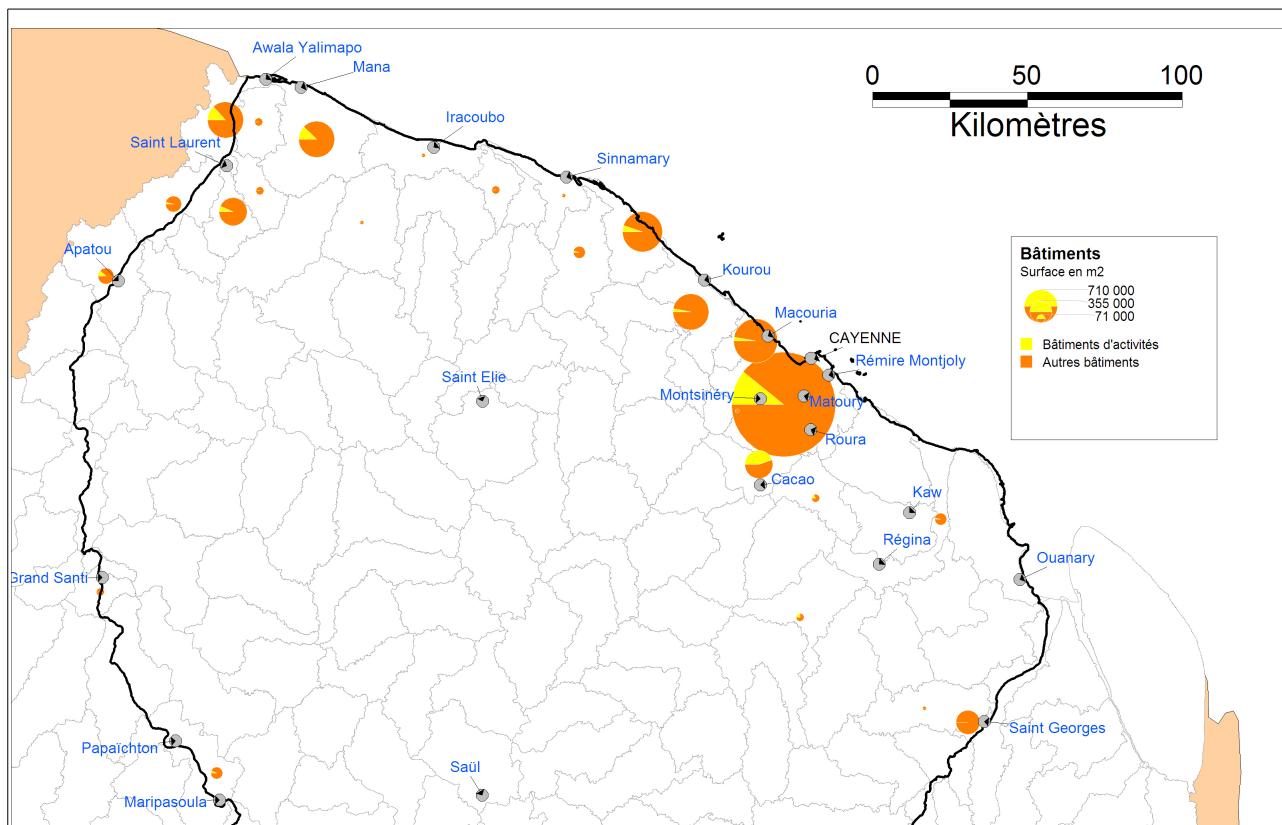 Awala Yalimapo
Mana
0 50 100
Kilomètres
Iracoubo
Saint Laurent
Sinnamary
Apatou
Kourou
Bâtiments
Surface en m2
710 000
355 000
71 000
Bâtiments d'activités
Autres bâtiments
Macouria
CAYENNE
Rémire Montjoly
Saint Elie
Montsinéry
Matoury
Roura
Cacao
Kaw
Régina
Ouanary
Grand Santi
Saint Georges
Papaïchton
Saül
Maripasoula